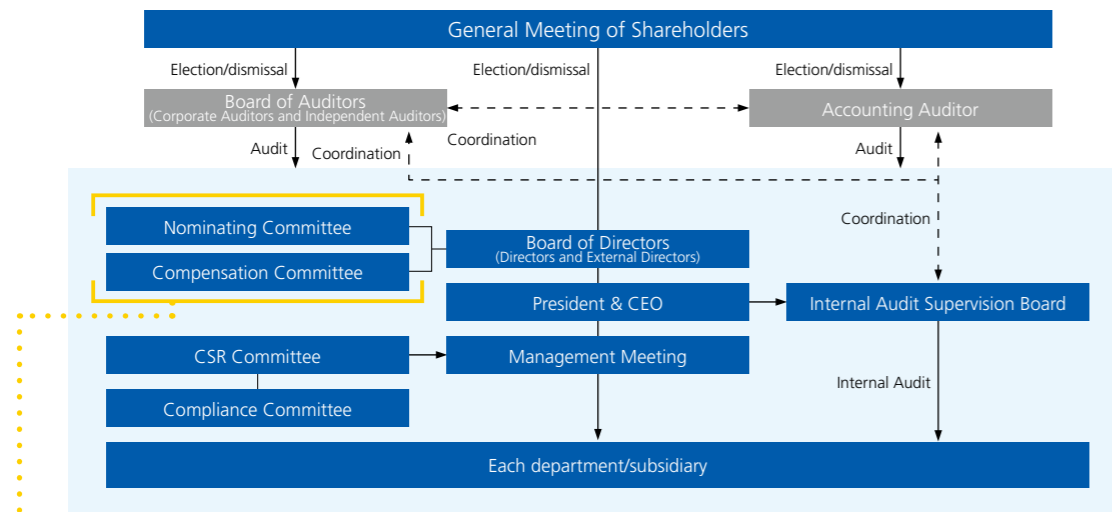 General Meeting of Shareholders
Election/dismissal
Election/dismissal
Election/dismissal
Board of Auditors
(Corporate Auditors and Independent Auditors)
Accounting Auditor
Coordination
Audit
Coordination
Audit
Nominating Committee
Coordination
Board of Directors
(Directors and External Directors)
Compensation Committee
President & CEO
Internal Audit Supervision Board
CSR Committee
Management Meeting
Internal Audit
Compliance Committee
Each department/subsidiary